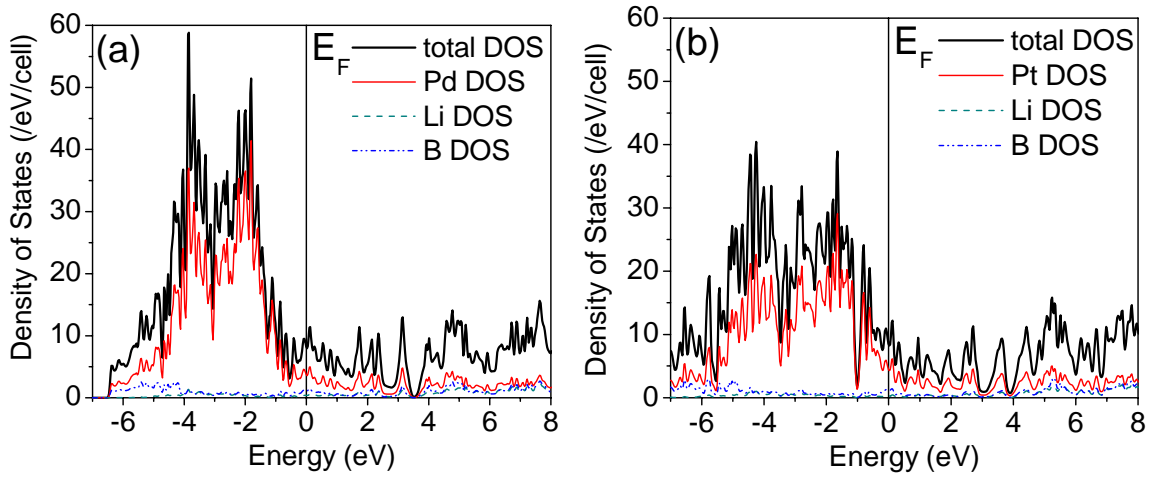 (a)
E_F
total DOS
Pd DOS
Li DOS
B DOS
Density of States (/eV/cell)
60
50
40
30
20
10
0
-6
-4
-2
0
2
4
6
8
Energy (eV)
(b)
E_F
total DOS
Pt DOS
Li DOS
B DOS
Density of States (/eV/cell)
60
50
40
30
20
10
0
-6
-4
-2
0
2
4
6
8
Energy (eV)